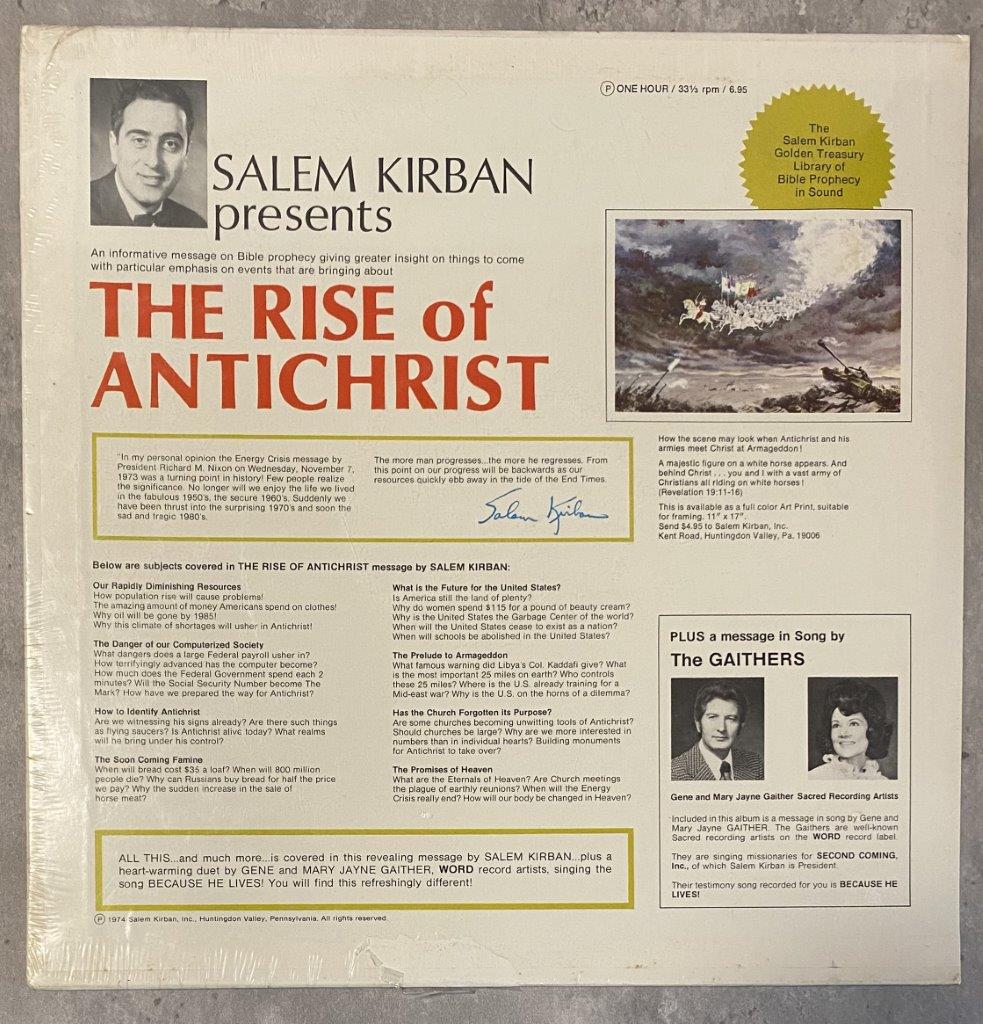 Ⓟ ONE HOUR / 33⅓ rpm / 6.95
The
Salem Kirban
Golden Treasury
Library of
Bible Prophecy
in Sound
SALEM KIRBAN
presents
An informative message on Bible prophecy giving greater insight on things to come
with particular emphasis on events that are bringing about
THE RISE of
ANTICHRIST
"In my personal opinion the Energy Crisis message by
President Richard M. Nixon on Wednesday, November 7,
1973 was a turning point in history! Few people realize
the significance. No longer will we enjoy the life we lived
in the fabulous 1950's, the secure 1960's. Suddenly we
have been thrust into the surprising 1970's and soon the
sad and tragic 1980's.
The more man progresses...the more he regresses. From
this point on our progress will be backwards as our
resources quickly ebb away in the tide of the End Times.
Salem Kirban
How the scene may look when Antichrist and his
armies meet Christ at Armageddon!
A majestic figure on a white horse appears. And
behind Christ . . . you and I with a vast army of
Christians all riding on white horses!
(Revelation 19:11-16)
This is available as a full color Art Print, suitable
for framing. 11" x 17".
Send $4.95 to Salem Kirban, Inc.
Kent Road, Huntingdon Valley, Pa. 19006
Below are subjects covered in THE RISE OF ANTICHRIST message by SALEM KIRBAN:
Our Rapidly Diminishing Resources
How population rise will cause problems!
The amazing amount of money Americans spend on clothes!
Why oil will be gone by 1985!
Why this climate of shortages will usher in Antichrist!
The Danger of our Computerized Society
What dangers does a large Federal payroll usher in?
How terrifyingly advanced has the computer become?
How much does the Federal Government spend each 2
minutes? Will the Social Security Number become The
Mark? How have we prepared the way for Antichrist?
How to Identify Antichrist
Are we witnessing his signs already? Are there such things
as flying saucers? Is Antichrist alive today? What realms
will he bring under his control?
The Soon Coming Famine
When will bread cost $35 a loaf? When will 800 million
people die? Why can Russians buy bread for half the price
we pay? Why the sudden increase in the sale of
horse meat?
What is the Future for the United States?
Is America still the land of plenty?
Why do women spend $115 for a pound of beauty cream?
Why is the United States the Garbage Center of the world?
When will the United States cease to exist as a nation?
When will schools be abolished in the United States?
The Prelude to Armageddon
What famous warning did Libya's Col. Kaddafi give? What
is the most important 25 miles on earth? Who controls
these 25 miles? Where is the U.S. already training for a
Mid-east war? Why is the U.S. on the horns of a dilemma?
Has the Church Forgotten its Purpose?
Are some churches becoming unwitting tools of Antichrist?
Should churches be large? Why are we more interested in
numbers than in individual hearts? Building monuments
for Antichrist to take over?
The Promises of Heaven
What are the Eternals of Heaven? Are Church meetings
the plague of earthly reunions? When will the Energy
Crisis really end? How will our body be changed in Heaven?
PLUS a message in Song by
The GAITHERS
Gene and Mary Jayne Gaither Sacred Recording Artists
Included in this album is a message in song by Gene and
Mary Jayne GAITHER. The Gaithers are well-known
Sacred recording artists on the WORD record label.
They are singing missionaries for SECOND COMING,
Inc., of which Salem Kirban is President.
Their testimony song recorded for you is BECAUSE HE
LIVES!
ALL THIS...and much more...is covered in this revealing message by SALEM KIRBAN...plus a
heart-warming duet by GENE and MARY JAYNE GAITHER, WORD record artists, singing the
song BECAUSE HE LIVES! You will find this refreshingly different!
Ⓟ 1974 Salem Kirban, Inc., Huntingdon Valley, Pennsylvania. All rights reserved.